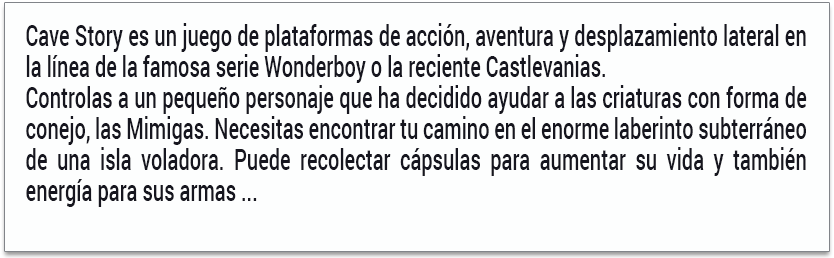 Cave Story es un juego de plataformas de acción, aventura y desplazamiento lateral en
la línea de la famosa serie Wonderboy o la reciente Castlevanias.
Controlas a un pequeño personaje que ha decidido ayudar a las criaturas con forma de
conejo, las Mimigas. Necesitas encontrar tu camino en el enorme laberinto subterráneo
de una isla voladora. Puede recolectar cápsulas para aumentar su vida y también
energía para sus armas ...